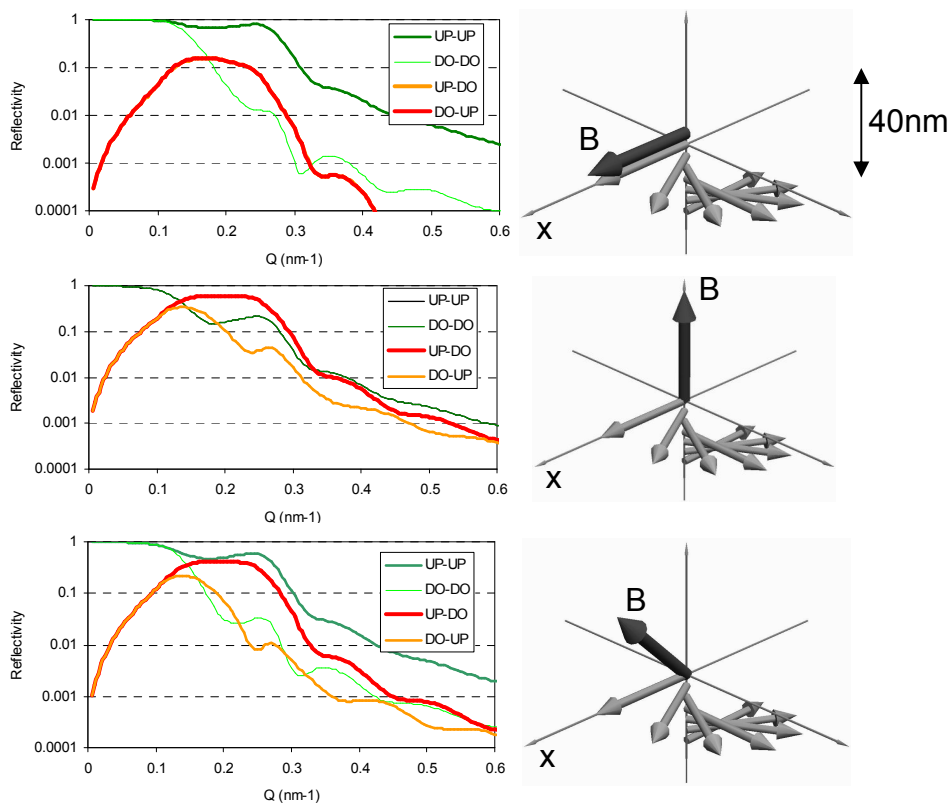 1
0.1
0.01
0.001
0.0001
Reflectivity
0 0.1 0.2 0.3 0.4 0.5 0.6
Q (nm-1)
UP-UP
DO-DO
UP-DO
DO-UP
B
x
40nm
1
0.1
0.01
0.001
0.0001
Reflectivity
0 0.1 0.2 0.3 0.4 0.5 0.6
Q (nm-1)
UP-UP
DO-DO
UP-DO
DO-UP
B
x
1
0.1
0.01
0.001
0.0001
Reflectivity
0 0.1 0.2 0.3 0.4 0.5 0.6
Q (nm-1)
UP-UP
DO-DO
UP-DO
DO-UP
B
x